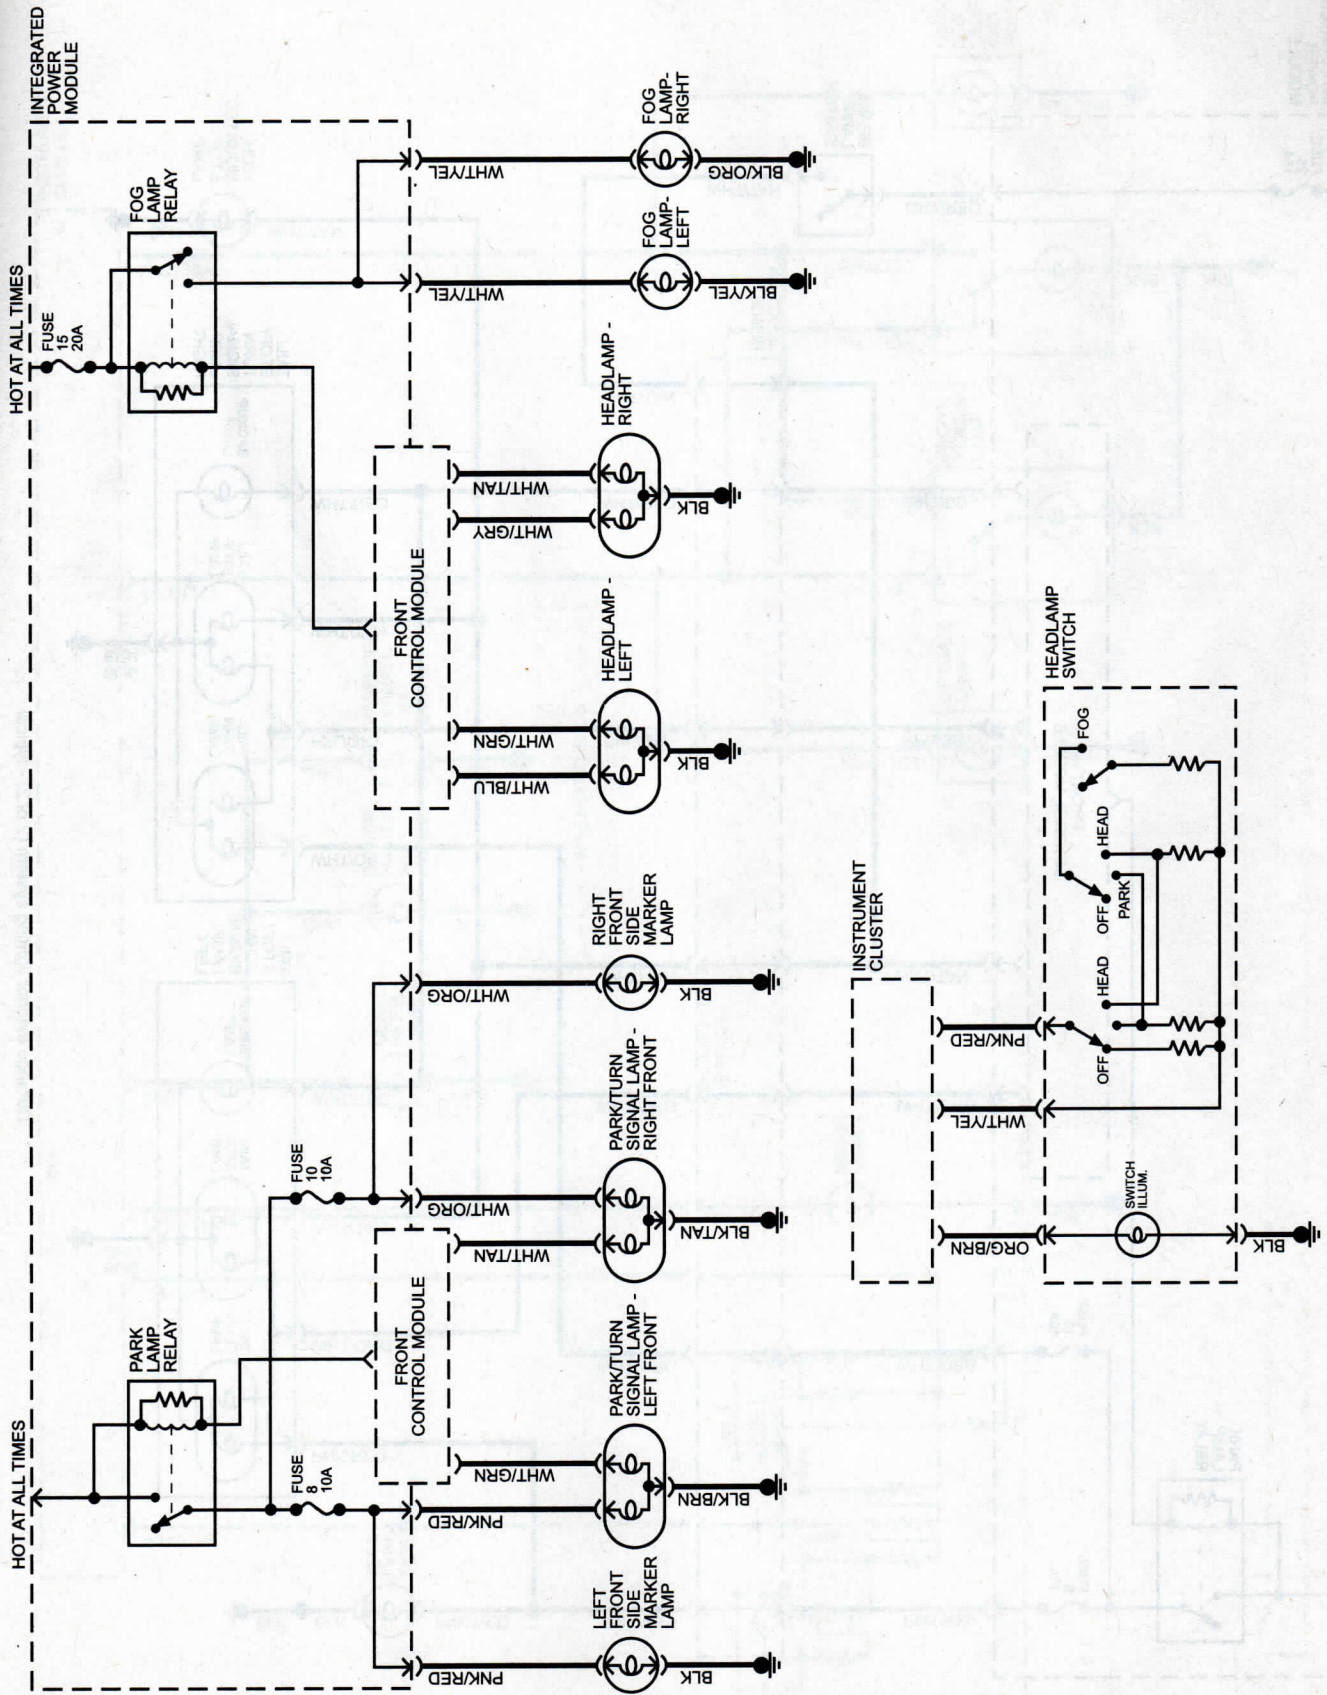 HOT AT ALL TIMES
HOT AT ALL TIMES
INTEGRATED
POWER
MODULE
PARK
LAMP
RELAY
FUSE
15
20A
FOG
LAMP
RELAY
FUSE
8
10A
FUSE
10
10A
FRONT
CONTROL MODULE
FRONT
CONTROL MODULE
PNK/RED
PNK/RED
WHT/GRN
WHT/TAN
WHT/ORG
WHT/ORG
WHT/BLU
WHT/GRN
WHT/GRY
WHT/TAN
WHT/YEL
WHT/YEL
LEFT
FRONT
SIDE
MARKER
LAMP
PARK/TURN
SIGNAL LAMP -
LEFT FRONT
PARK/TURN
SIGNAL LAMP -
RIGHT FRONT
RIGHT
FRONT
SIDE
MARKER
LAMP
HEADLAMP -
LEFT
HEADLAMP -
RIGHT
FOG
LAMP-
LEFT
FOG
LAMP-
RIGHT
BLK
BLK/BRN
BLK/TAN
BLK
BLK
BLK
BLK/YEL
BLK/ORG
INSTRUMENT
CLUSTER
ORG/BRN
WHT/YEL
PNK/RED
HEADLAMP
SWITCH
SWITCH
ILLUM.
OFF
HEAD
OFF
PARK
HEAD
FOG
BLK